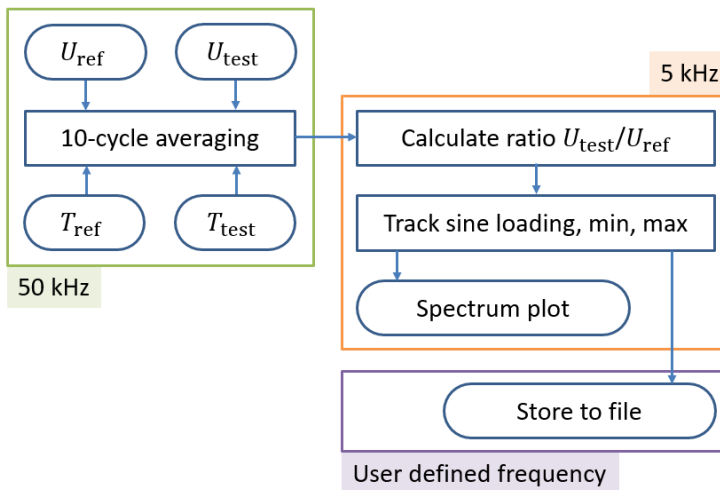 U_ref
U_test
10-cycle averaging
T_ref
T_test
50 kHz
5 kHz
Calculate ratio U_test/U_ref
Track sine loading, min, max
Spectrum plot
Store to file
User defined frequency